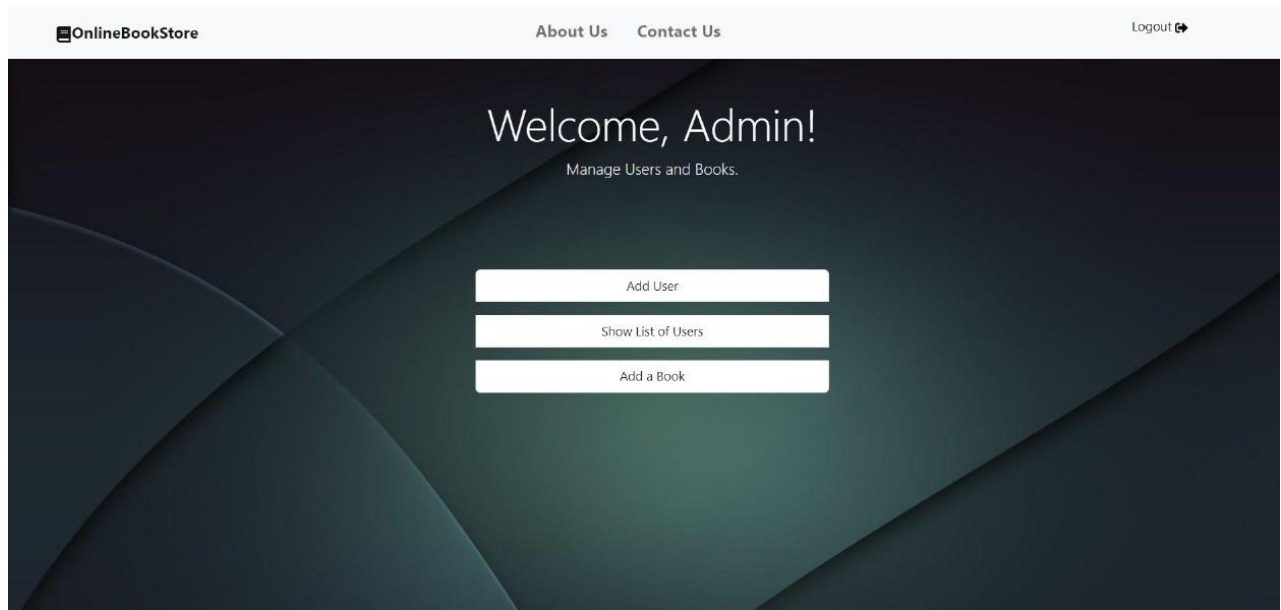 OnlineBookStore
About Us
Contact Us
Logout
Welcome, Admin!
Manage Users and Books.
Add User
Show List of Users
Add a Book